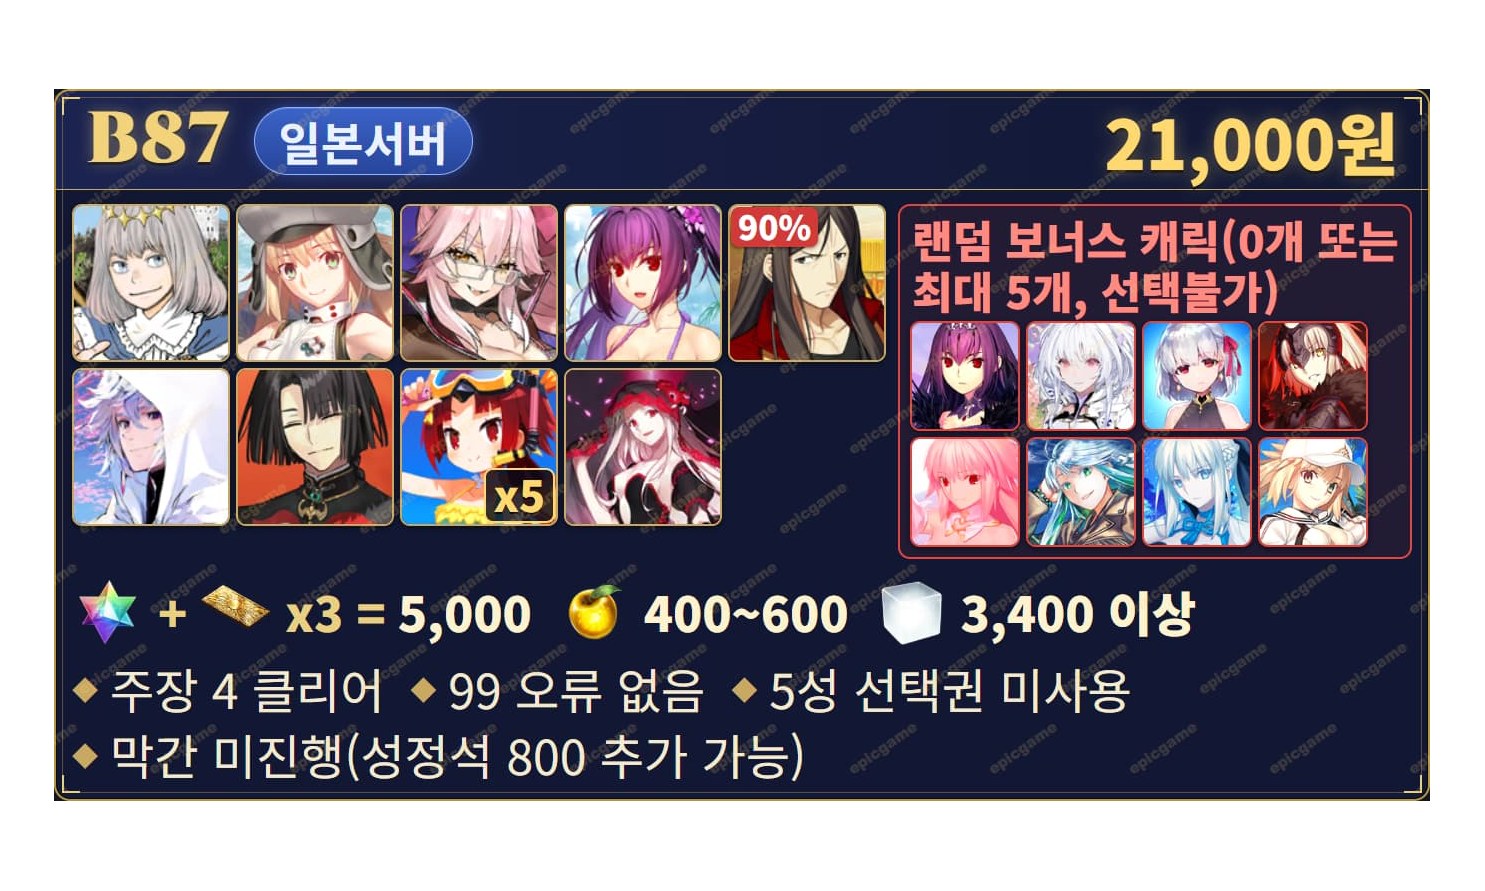 B87 일본서버 21,000원
90%
랜덤 보너스 캐릭(0개 또는
최대 5개, 선택불가)
x5
+ x3 = 5,000 400~600 3,400 이상
◆ 주장 4 클리어 ◆ 99 오류 없음 ◆ 5성 선택권 미사용
◆ 막간 미진행(성정석 800 추가 가능)
epicgame